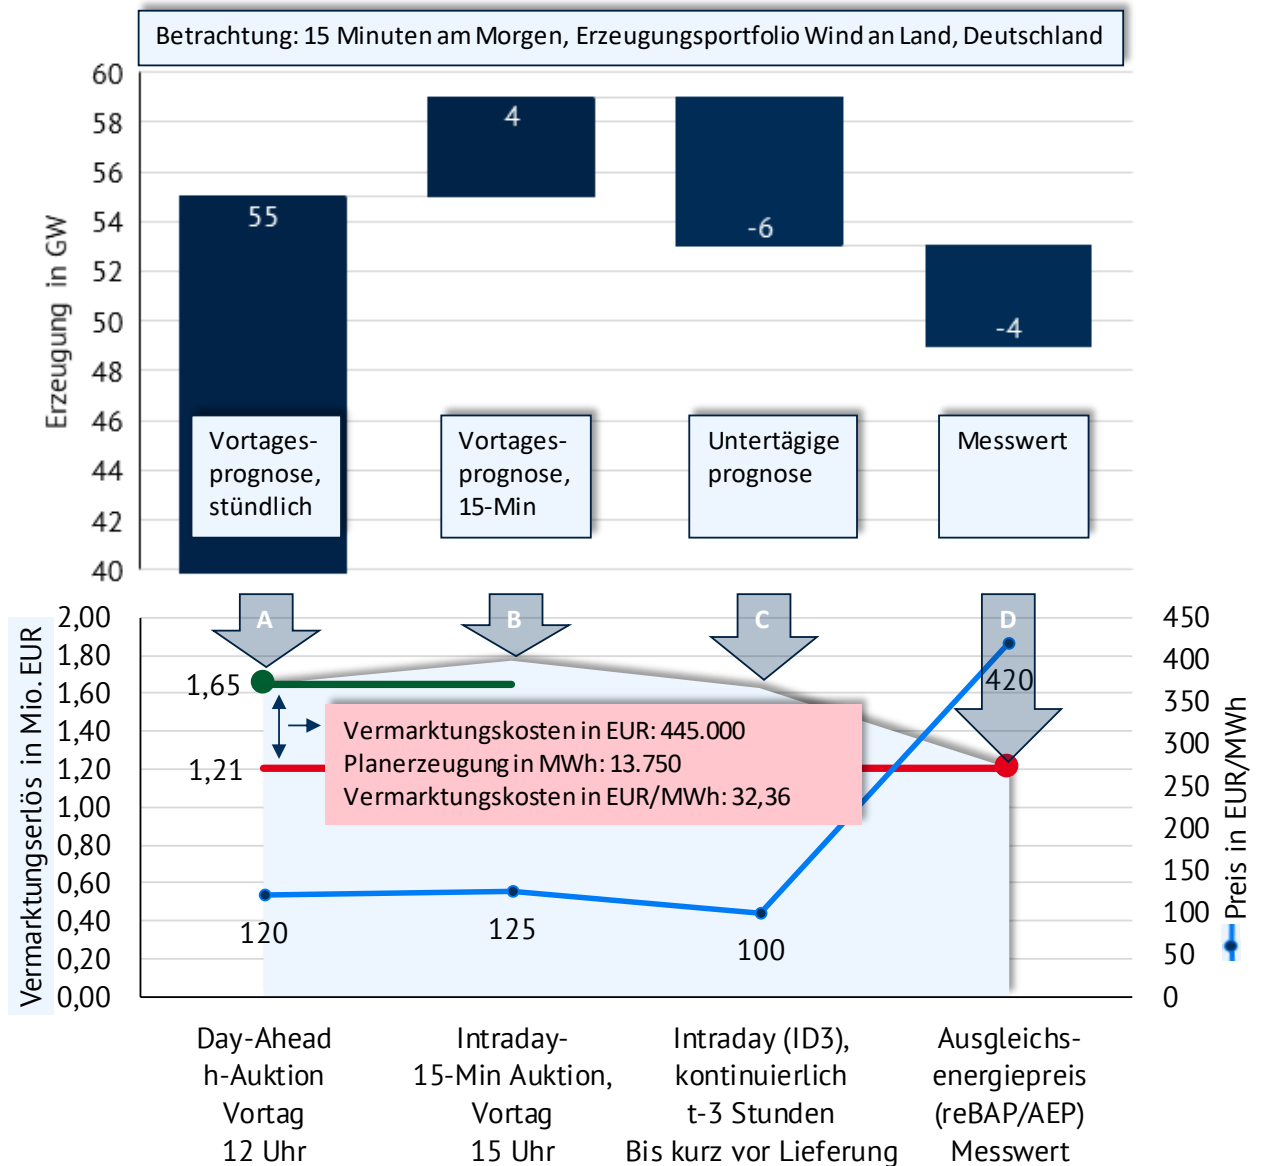 Betrachtung: 15 Minuten am Morgen, Erzeugungsportfolio Wind an Land, Deutschland
Erzeugung in GW
60
58
56
54
52
50
48
46
44
42
40
55
4
-6
-4
Vortages-
prognose,
stündlich
Vortages-
prognose,
15-Min
Untertägige
prognose
Messwert
A
B
C
D
Vermarktungserlös in Mio. EUR
2,00
1,80
1,60
1,40
1,20
1,00
0,80
0,60
0,40
0,20
0,00
1,65
1,21
Vermarktungskosten in EUR: 445.000
Planerzeugung in MWh: 13.750
Vermarktungskosten in EUR/MWh: 32,36
120
125
100
420
450
400
350
300
250
200
150
100
50
0
Preis in EUR/MWh
Day-Ahead
h-Auktion
Vortag
12 Uhr
Intraday-
15-Min Auktion,
Vortag
15 Uhr
Intraday (ID3),
kontinuierlich
t-3 Stunden
Bis kurz vor Lieferung
Ausgleichs-
energiepreis
(reBAP/AEP)
Messwert